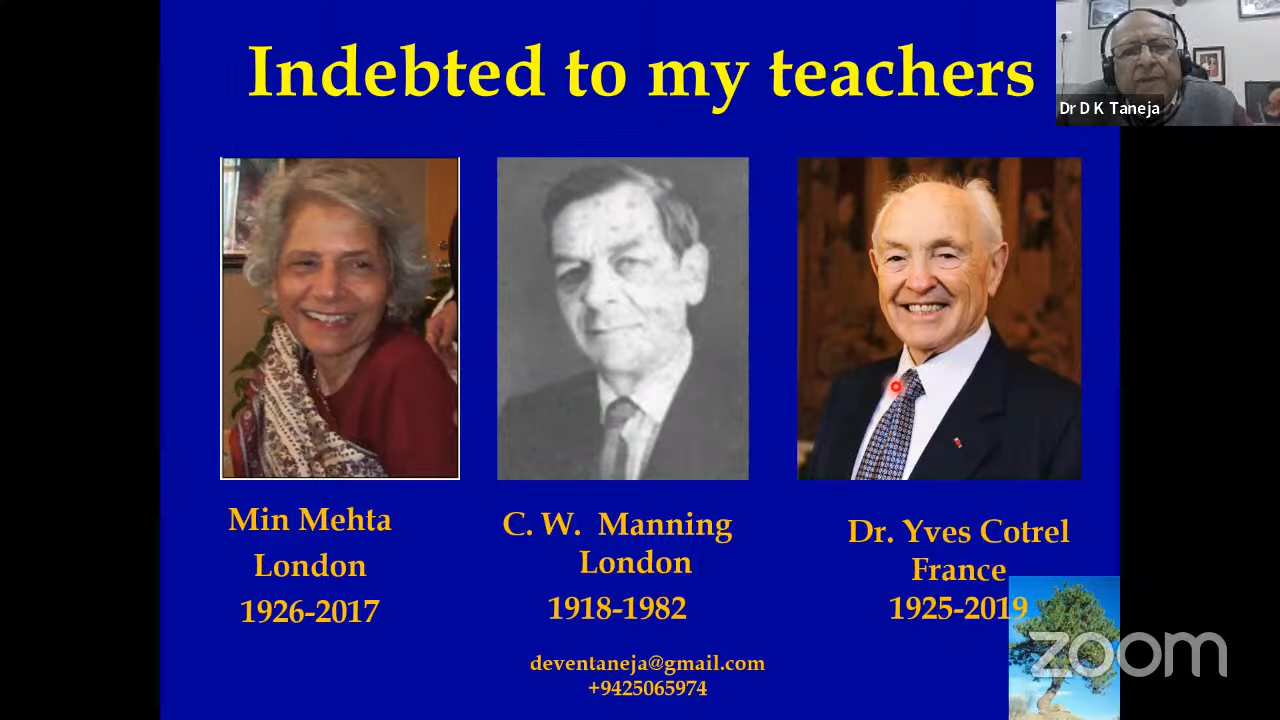 Indebted to my teachers
Dr D K Taneja
Min Mehta
London
1926-2017
C. W. Manning
London
1918-1982
Dr. Yves Cotrel
France
1925-2019
deventaneja@gmail.com
+9425065974
zoom